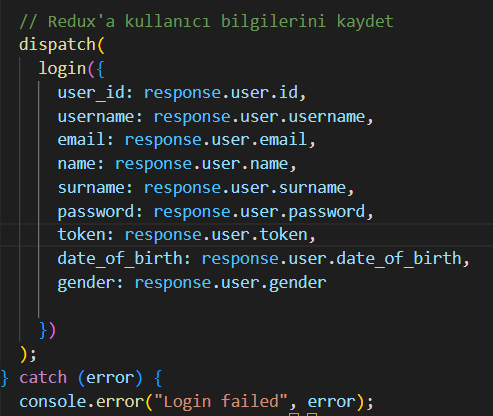 // Redux'a kullanıcı bilgilerini kaydet
dispatch(
login({
user_id: response.user.id,
username: response.user.username,
email: response.user.email,
name: response.user.name,
surname: response.user.surname,
password: response.user.password,
token: response.user.token,
date_of_birth: response.user.date_of_birth,
gender: response.user.gender
})
);
} catch (error) {
console.error("Login failed", error);